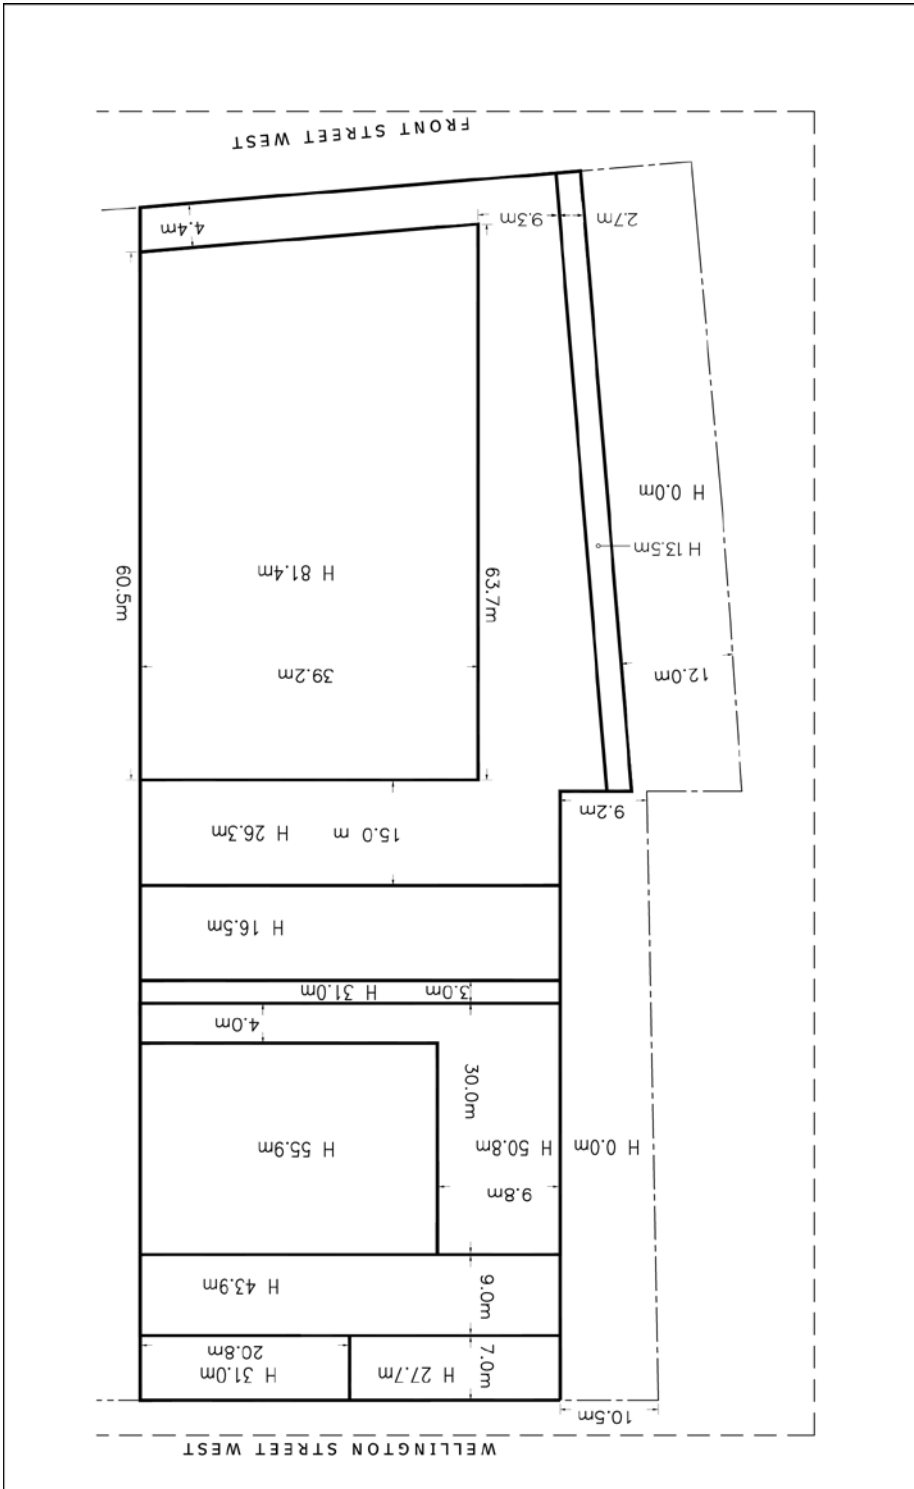 WELLINGTON STREET WEST
10.5m
H 27.7m
7.0m
H 31.0m
20.8m
9.0m
H 43.9m
9.8m
H 0.0m
H 50.8m
H 55.9m
30.0m
4.0m
3.0m
H 31.0m
H 16.5m
15.0 m
H 26.3m
9.2m
12.0m
39.2m
63.7m
H 81.4m
60.5m
H 13.5m
H 0.0m
2.7m
9.3m
4.4m
FRONT STREET WEST